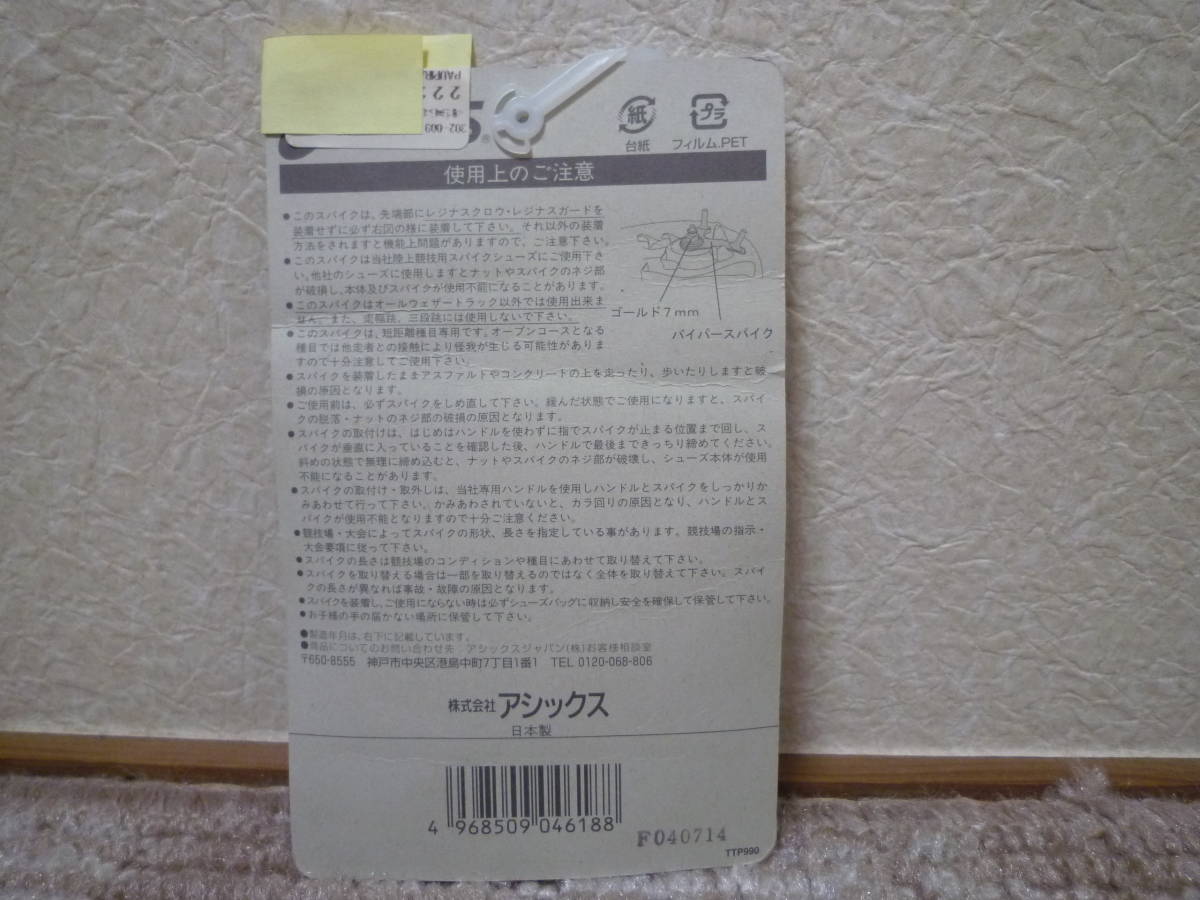 222
302-009
S®
紙
台紙
プラ
フィルム.PET
使用上のご注意
●このスパイクは、先端部にレジナスクロウ・レジナスガードを
装着せずに必ず右図の様に装着して下さい。それ以外の装着
方法をされますと機能上問題がありますので、ご注意下さい。
●このスパイクは当社陸上競技用スパイクシューズにご使用下さ
い。他社のシューズに使用しますとナットやスパイクのネジ部
が破損し、本体及びスパイクが使用不能になることがあります。
●このスパイクはオールウェザートラック以外では使用出来ま
せん。また、走幅跳、三段跳には使用しないで下さい。
●このスパイクは、短距離種目専用です。オープンコースとなる
種目では他走者との接触により怪我が生じる可能性がありま
すので十分注意してご使用下さい。
ゴールド7mm
バイパースパイク
●スパイクを装着したままアスファルトやコンクリートの上を走ったり、歩いたりしますと破
損の原因となります。
●ご使用前は、必ずスパイクをしめ直して下さい。緩んだ状態でご使用になりますと、スパイ
クの脱落・ナットのネジ部の破損の原因となります。
●スパイクの取付けは、はじめはハンドルを使わずに指でスパイクが止まる位置まで回し、ス
パイクが垂直に入っていることを確認した後、ハンドルで最後まできっちり締めてください。
斜めの状態で無理に締め込むと、ナットやスパイクのネジ部が破壊し、シューズ本体が使用
不能になることがあります。
●スパイクの取付け・取外しは、当社専用ハンドルを使用しハンドルとスパイクをしっかりか
みあわせて行って下さい。かみあわされていないと、カラ回りの原因となり、ハンドルとス
パイクが使用不能となりますので十分ご注意ください。
●競技場・大会によってスパイクの形状、長さを指定している事があります。競技場の指示・
大会要項に従って下さい。
●スパイクの長さは競技場のコンディションや種目にあわせて取り替えて下さい。
●スパイクを取り替える場合は一部を取り替えるのではなく全体を取り替えて下さい。スパイ
クの長さが異なれば事故・故障の原因となります。
●スパイクを装着し、ご使用にならない時は必ずシューズバッグに収納し安全を確保して保管して下さい。
●お子様の手の届かない場所に保管して下さい。
●製造年月は、右下に記載しています。
●商品についてのお問い合わせ先:アシックスジャパン(株)お客様相談室
〒650-8555 神戸市中央区港島中町7丁目1番1 TEL 0120-068-806
株式会社アシックス
日本製
4 968509 046188
F040714
TTP990